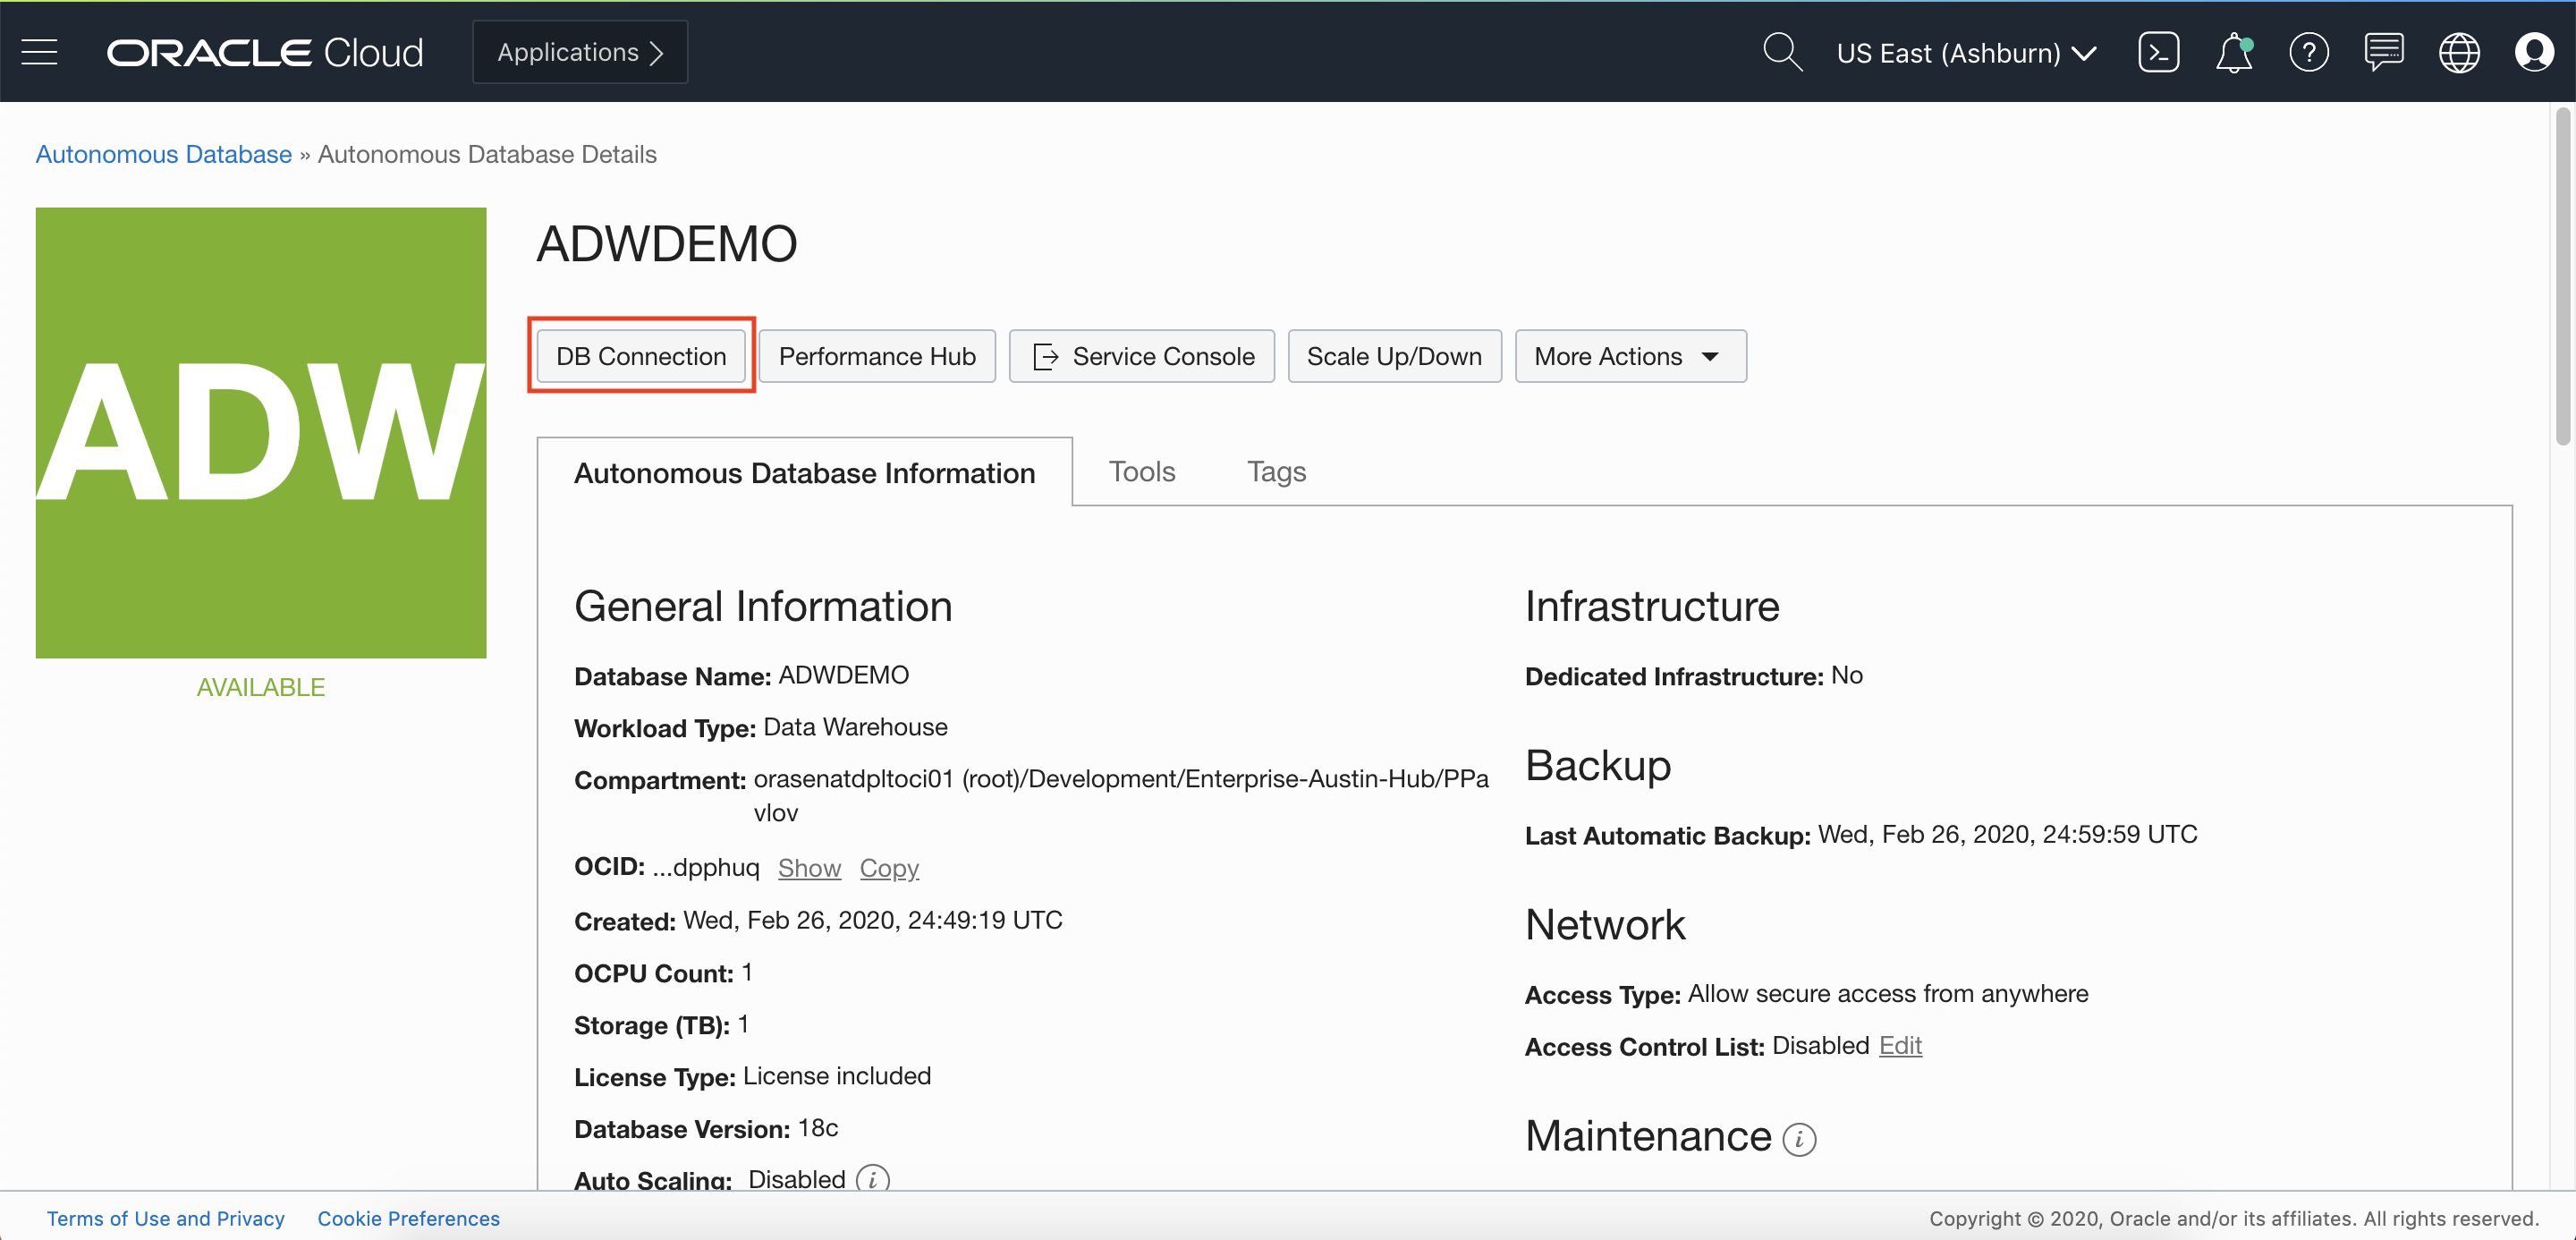 ORACLE Cloud
Applications
US East (Ashburn)
Autonomous Database » Autonomous Database Details
ADW
AVAILABLE
ADWDEMO
DB Connection
Performance Hub
Service Console
Scale Up/Down
More Actions
Autonomous Database Information
Tools
Tags
General Information
Database Name: ADWDEMO
Workload Type: Data Warehouse
Compartment: orasenatdpltoci01 (root)/Development/Enterprise-Austin-Hub/PPa
vlov
OCID: ...dpphuq Show Copy
Created: Wed, Feb 26, 2020, 24:49:19 UTC
OCPU Count: 1
Storage (TB): 1
License Type: License included
Database Version: 18c
Auto Scaling: Disabled
Infrastructure
Dedicated Infrastructure: No
Backup
Last Automatic Backup: Wed, Feb 26, 2020, 24:59:59 UTC
Network
Access Type: Allow secure access from anywhere
Access Control List: Disabled Edit
Maintenance
Terms of Use and Privacy
Cookie Preferences
Copyright © 2020, Oracle and/or its affiliates. All rights reserved.